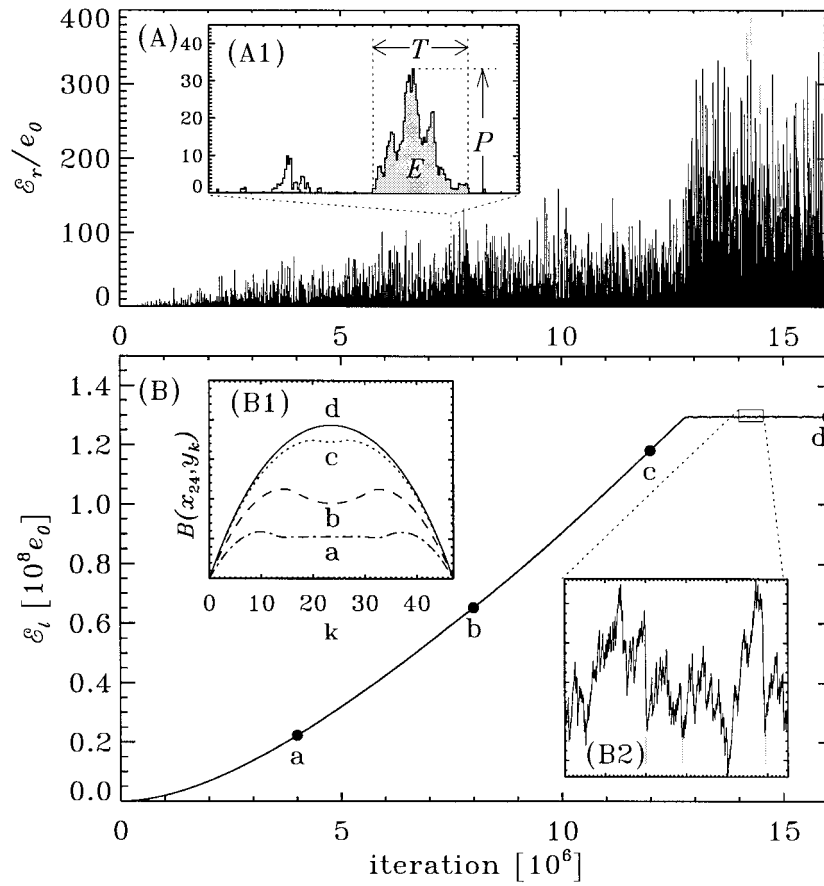 (A)
(A1)
400
300
200
100
0
ℰr/e0
40
30
20
10
0
T
P
E
0 5 10 15
(B)
(B1)
1.4
1.2
1.0
0.8
0.6
0.4
0.2
0.0
ℰl [10^8 e0]
B(x24,yk)
d
c
b
a
0 10 20 30 40
k
a
b
c
d
(B2)
0 5 10 15
iteration [10^6]